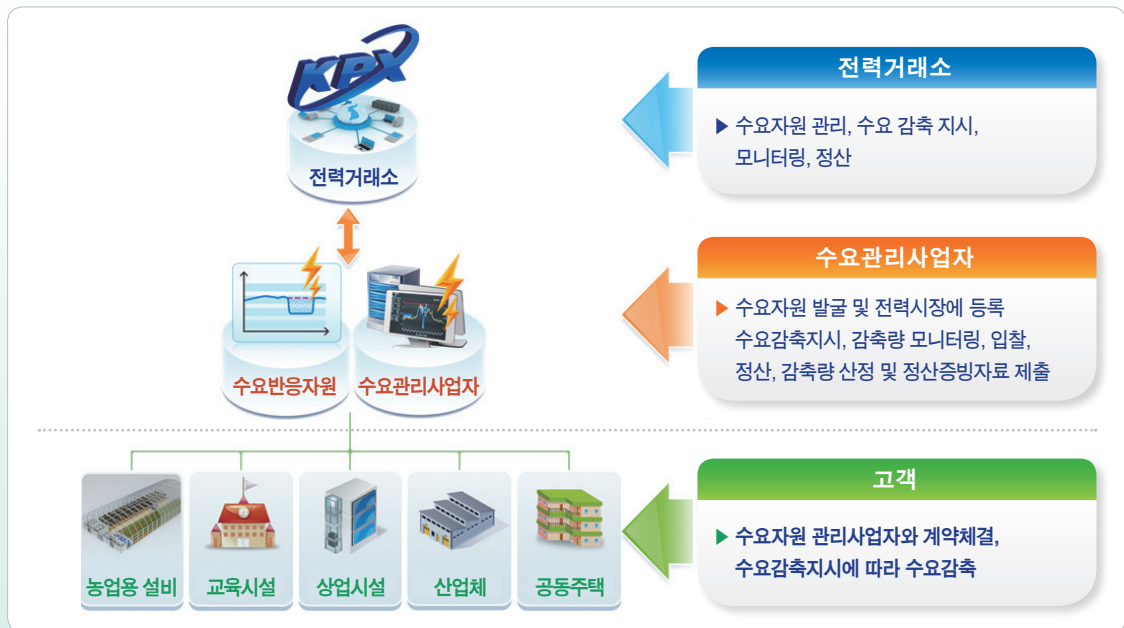 KPX
전력거래소
전력거래소
▶ 수요자원 관리, 수요 감축 지시,
모니터링, 정산
수요반응자원
수요관리사업자
수요관리사업자
▶ 수요자원 발굴 및 전력시장에 등록
수요감축지시, 감축량 모니터링, 입찰,
정산, 감축량 산정 및 정산증빙자료 제출
농업용 설비
교육시설
상업시설
산업체
공동주택
고객
▶ 수요자원 관리사업자와 계약체결,
수요감축지시에 따라 수요감축